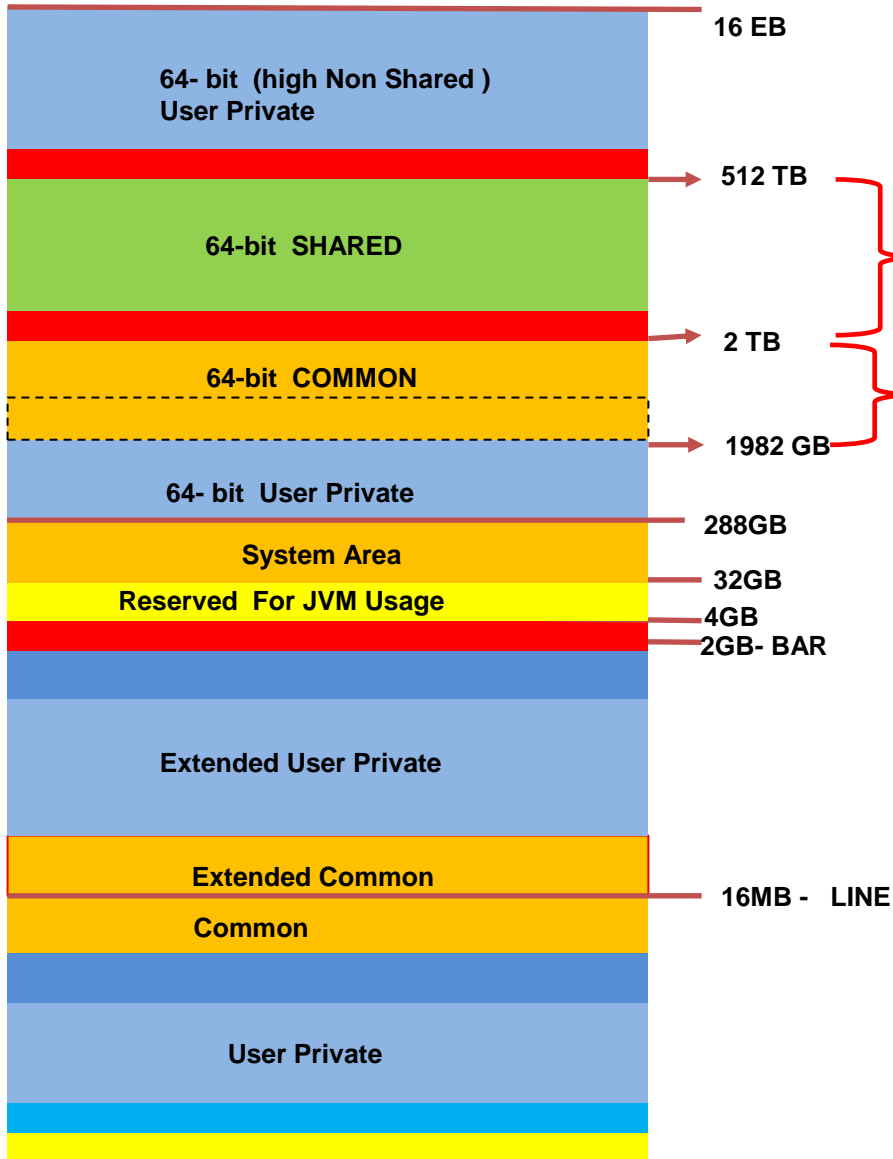 16 EB
64- bit  (high Non Shared )
User Private
512 TB
64-bit  SHARED
2 TB
64-bit  COMMON
1982 GB
64- bit  User Private
288GB
System Area
32GB
Reserved  For JVM Usage
4GB
2GB- BAR
Extended User Private
Extended Common
16MB -   LINE
Common
User Private